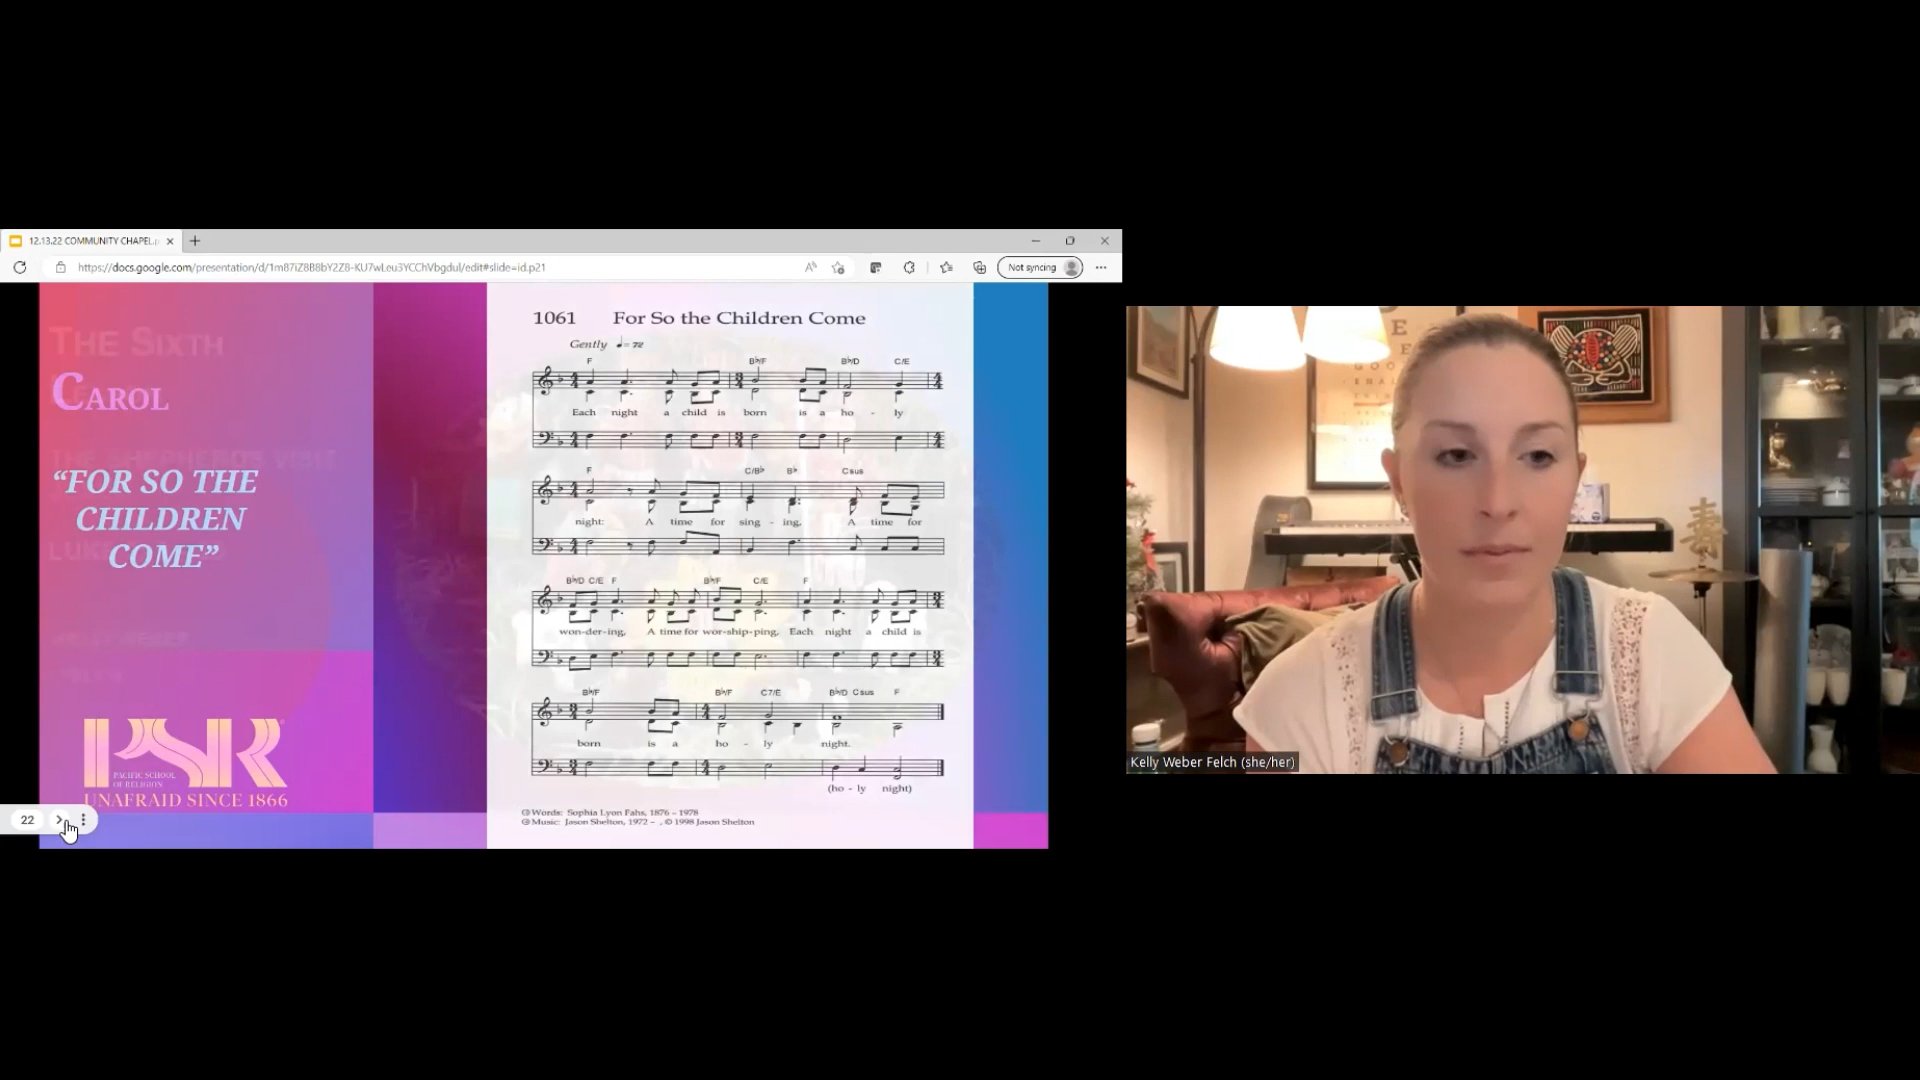 12.13.22 COMMUNITY CHAPEL.p
https://docs.google.com/presentation/d/1m87iZ8B8bY2Z8-KU7wLeu3YCChVbgdul/edit#slide=id.p21
Not syncing
THE SIXTH
CAROL
“FOR SO THE
CHILDREN
COME”
LUKE
PSR
PACIFIC SCHOOL
OF RELIGION
UNAFRAID SINCE 1866
22
1061 For So the Children Come
Gently ♩= 72
F B♭/F B♭/D C/E
Each night a child is born is a ho - ly
F C/B♭ B♭ Csus
night: A time for sing - ing, A time for
B♭/D C/E F B♭/F C/E F
won-der-ing, A time for wor-ship-ping, Each night a child is
B♭/F B♭/F C7/E B♭/D Csus F
born is a ho - ly night.
(ho - ly night)
Words: Sophia Lyon Fahs, 1876 – 1978
Music: Jason Shelton, 1972 – , © 1998 Jason Shelton
Kelly Weber Felch (she/her)